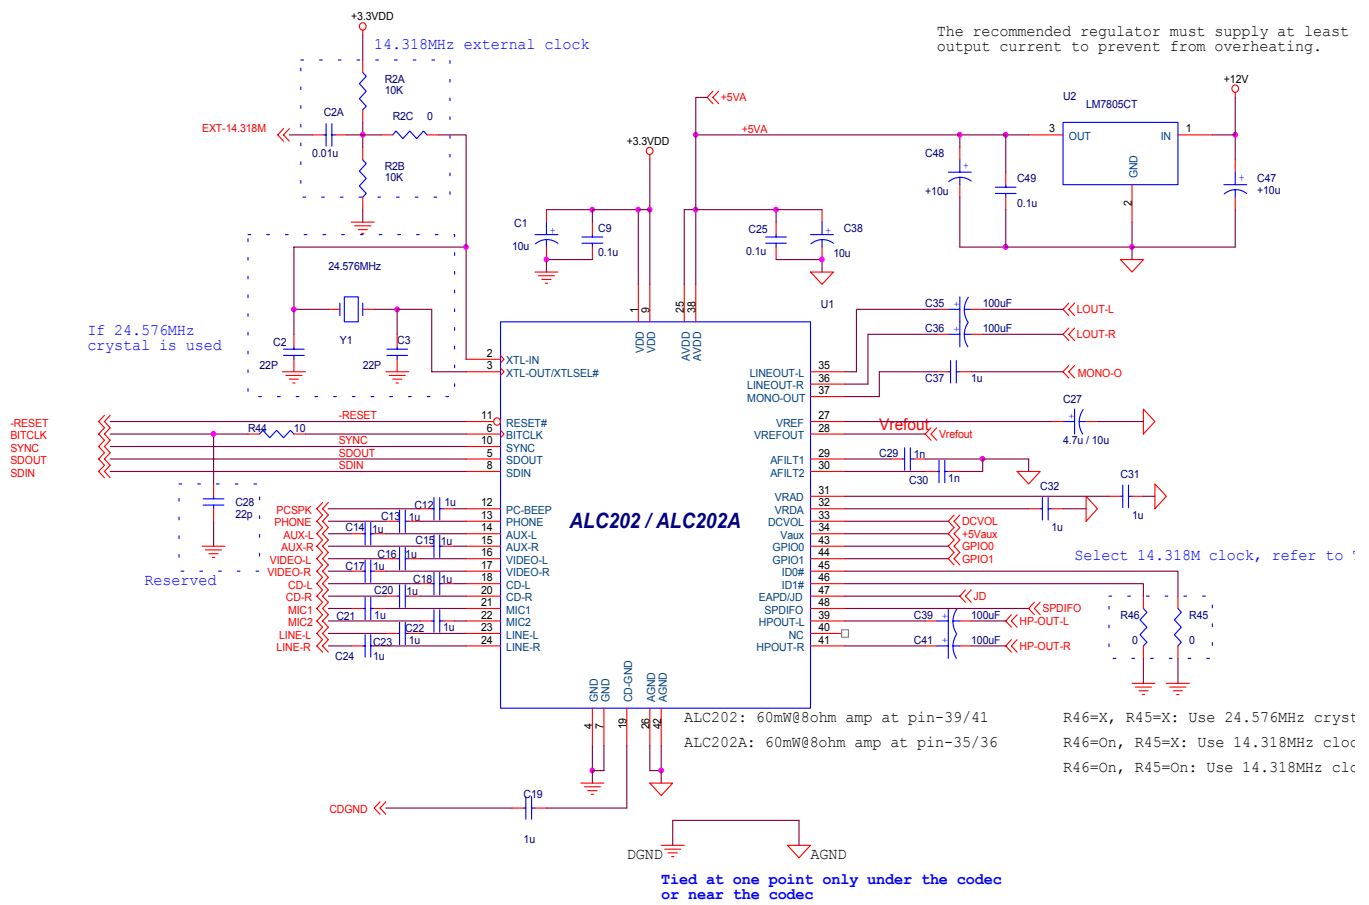 +3.3VDD
14.318MHz external clock
The recommended regulator must supply at least
output current to prevent from overheating.
R2A
10K
C2A
R2C 0
EXT-14.318M
0.01u
R2B
10K
+5VA
+5VA
+3.3VDD
+12V
U2
LM7805CT
3 OUT IN 1
GND
2
C48
+10u
C49
0.1u
C47
+10u
C1
10u
C9
0.1u
C25
0.1u
C38
10u
24.576MHz
If 24.576MHz
crystal is used
C2
22P
Y1
C3
22P
U1
1 9 25 38
VDD VDD AVDD AVDD
2 XTL-IN
3 XTL-OUT/XTLSEL#
-RESET -RESET 11 RESET#
BITCLK R44 10 6 BITCLK
SYNC SYNC 10 SYNC
SDOUT SDOUT 5 SDOUT
SDIN SDIN 8 SDIN
C28
22p
Reserved
PCSPK C12 1u 12 PC-BEEP
PHONE C13 1u 13 PHONE
AUX-L C14 1u 14 AUX-L
AUX-R C15 1u 15 AUX-R
VIDEO-L C16 1u 16 VIDEO-L
VIDEO-R C17 1u 17 VIDEO-R
CD-L C18 1u 18 CD-L
CD-R C20 1u 20 CD-R
MIC1 C21 1u 21 MIC1
MIC2 C22 1u 22 MIC2
LINE-L C23 1u 23 LINE-L
LINE-R C24 1u 24 LINE-R
ALC202 / ALC202A
LINEOUT-L 35 C35 100uF LOUT-L
LINEOUT-R 36 C36 100uF LOUT-R
MONO-OUT 37 C37 1u MONO-O
VREF 27 C27 4.7u / 10u
VREFOUT 28 Vrefout Vrefout
AFILT1 29 C29 1n
AFILT2 30 C30 1n
VRAD 31 C31 1u
VRDA 32 C32 1u
DCVOL 33 DCVOL
Vaux 34 +5Vaux
GPIO0 43 GPIO0
GPIO1 44 GPIO1
Select 14.318M clock, refer to
ID0# 45
ID1# 46
EAPD/JD 47 JD
SPDIFO 48 SPDIFO
HPOUT-L 39 C39 100uF HP-OUT-L
NC 40
HPOUT-R 41 C41 100uF HP-OUT-R
R46
0
R45
0
GND GND CD-GND AGND AGND
4 7 19 26 42
ALC202: 60mW@8ohm amp at pin-39/41
ALC202A: 60mW@8ohm amp at pin-35/36
R46=X, R45=X: Use 24.576MHz cryst
R46=On, R45=X: Use 14.318MHz cloc
R46=On, R45=On: Use 14.318MHz clo
CDGND
C19
1u
DGND AGND
Tied at one point only under the codec
or near the codec